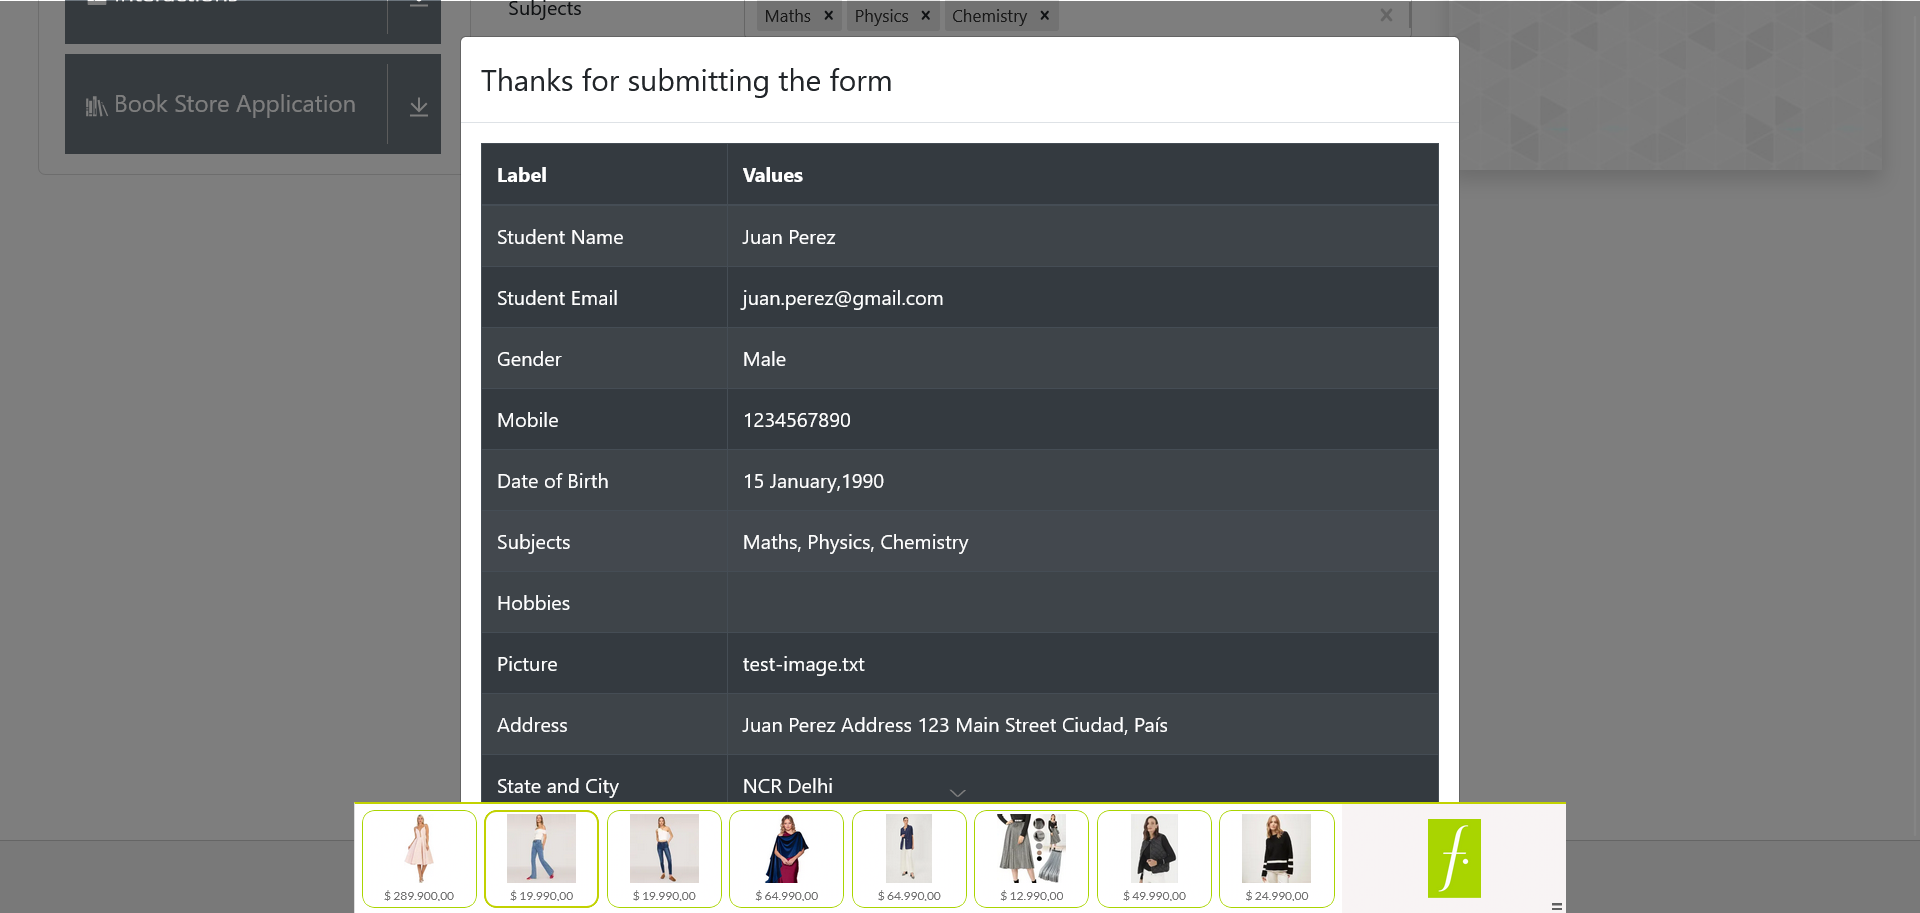 Interactions
Subjects
Maths × Physics × Chemistry ×
Book Store Application
Thanks for submitting the form
Label Values
Student Name Juan Perez
Student Email juan.perez@gmail.com
Gender Male
Mobile 1234567890
Date of Birth 15 January,1990
Subjects Maths, Physics, Chemistry
Hobbies
Picture test-image.txt
Address Juan Perez Address 123 Main Street Ciudad, País
State and City NCR Delhi
$ 289.900,00 $ 19.990,00 $ 19.990,00 $ 64.990,00 $ 64.990,00 $ 12.990,00 $ 49.990,00 $ 24.990,00
f.